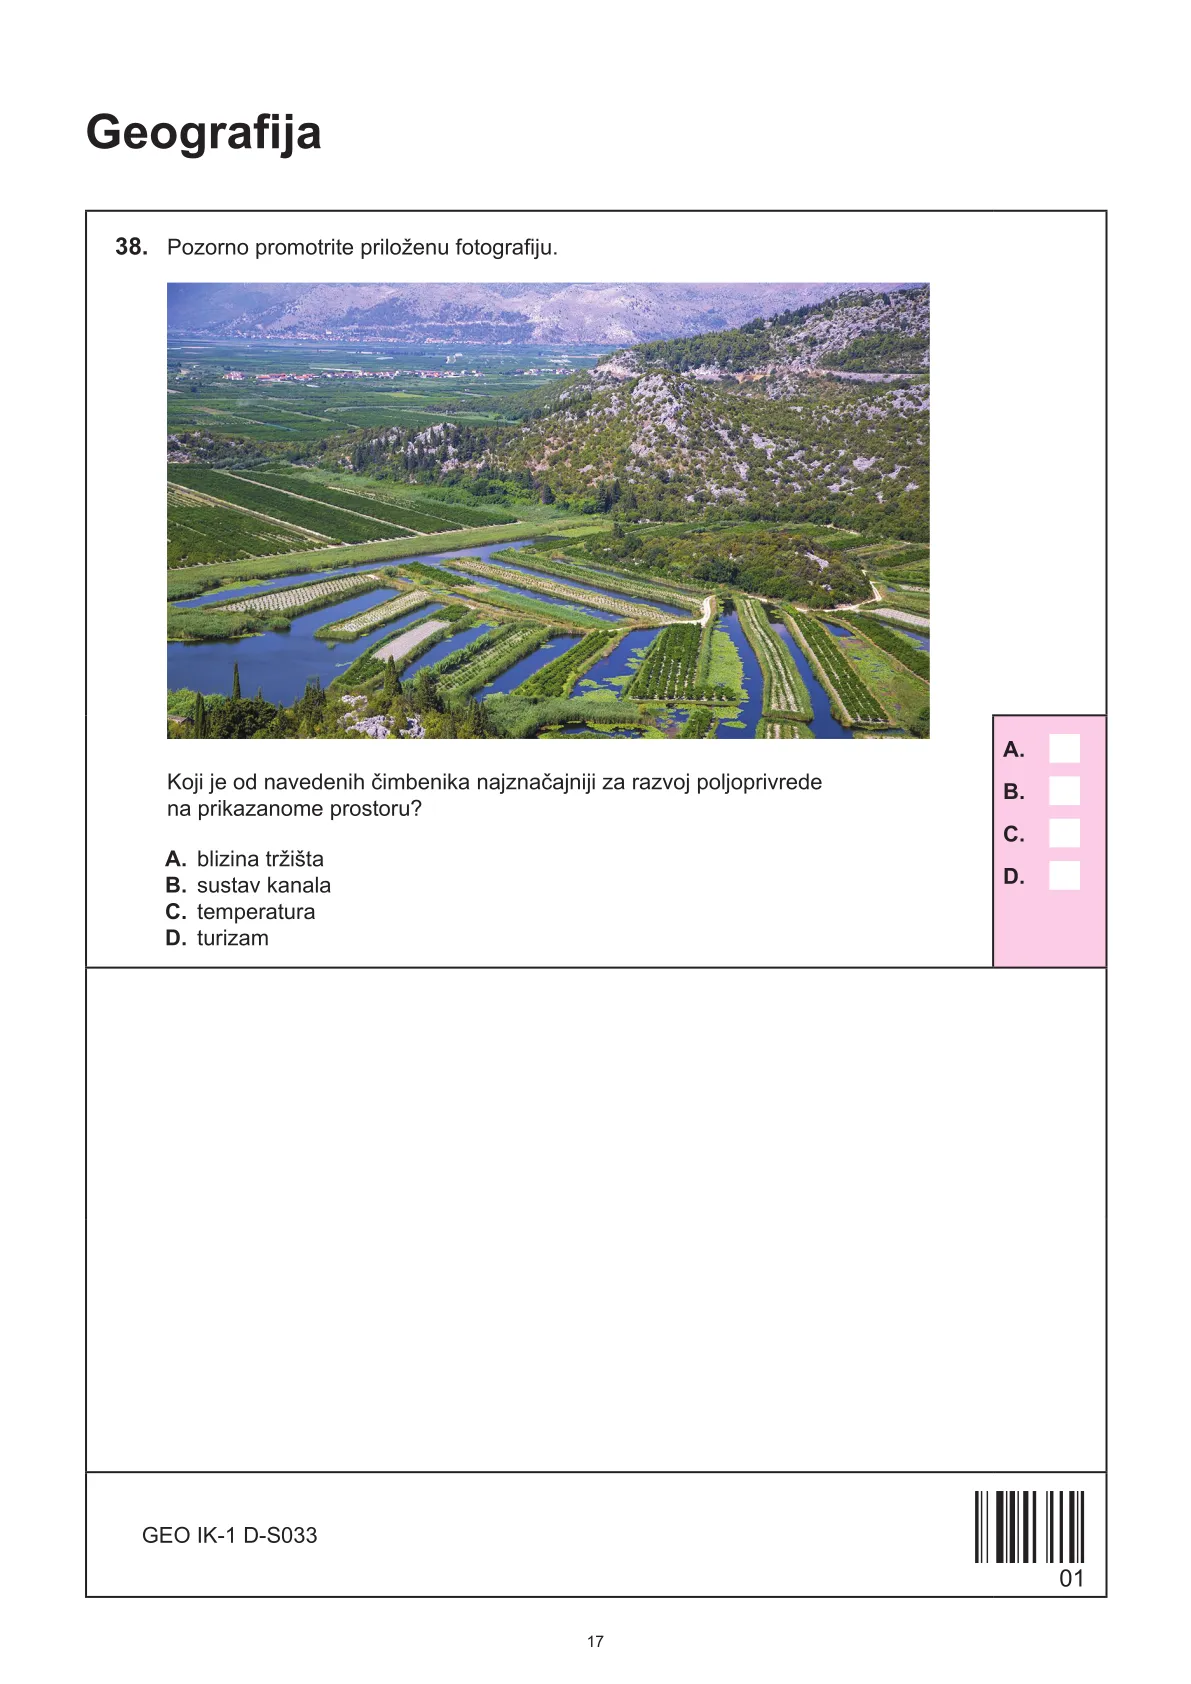 Geografija
38. Pozorno promotrite priloženu fotografiju.
Koji je od navedenih čimbenika najznačajniji za razvoj poljoprivrede
na prikazanome prostoru?
A. blizina tržišta
B. sustav kanala
C. temperatura
D. turizam
A.
B.
C.
D.
GEO IK-1 D-S033
01
17